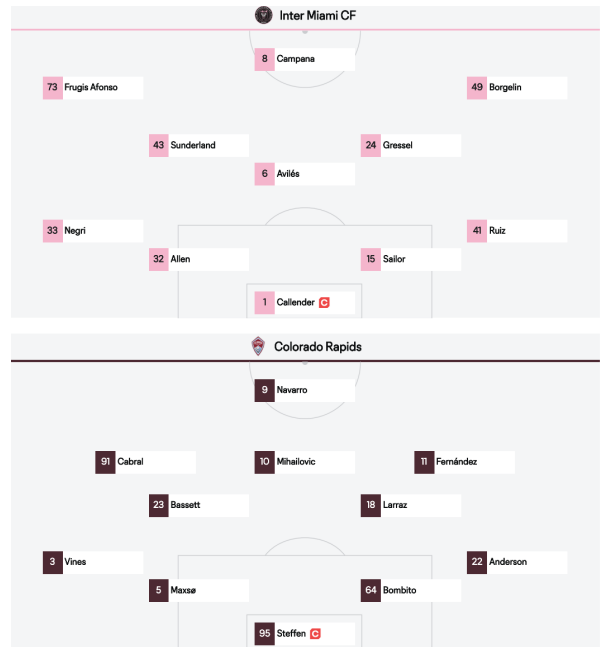 Inter Miami CF
8 Campana
73 Frugis Afonso
49 Borgelin
43 Sunderland
24 Gressel
6 Avilés
33 Negri
41 Ruiz
32 Allen
15 Sailor
1 Callender C
Colorado Rapids
9 Navarro
91 Cabral
10 Mihailovic
11 Fernández
23 Bassett
18 Larraz
3 Vines
22 Anderson
5 Maxsø
64 Bombito
95 Steffen C